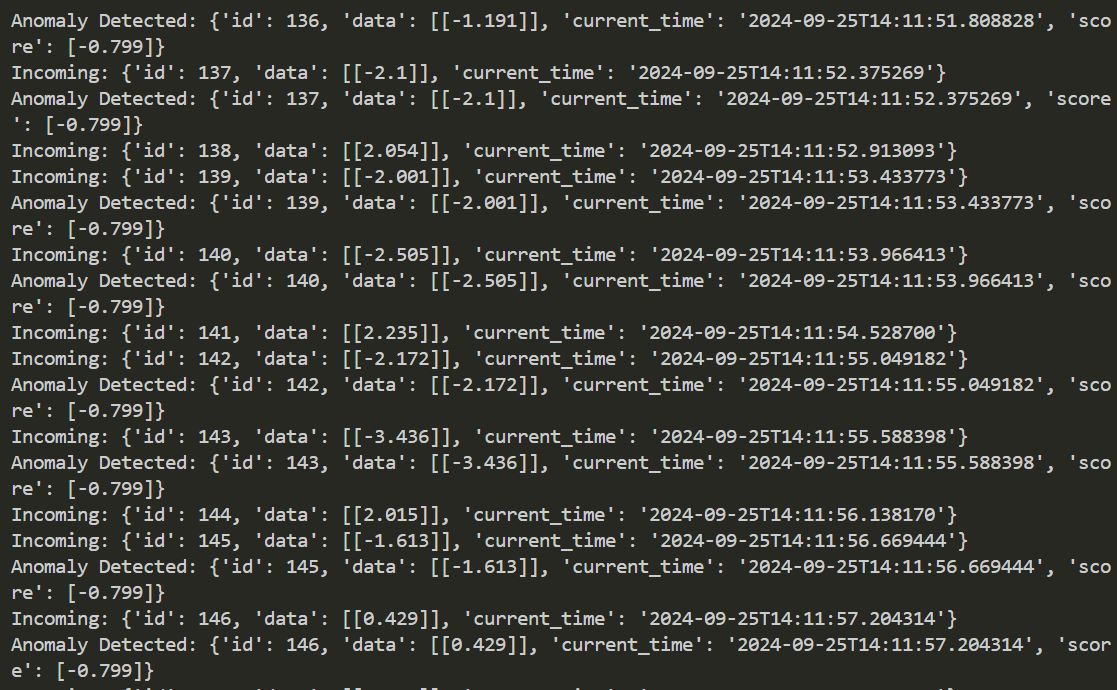 Anomaly Detected: {'id': 136, 'data': [[-1.191]], 'current_time': '2024-09-25T14:11:51.808828', 'sco
re': [-0.799]}
Incoming: {'id': 137, 'data': [[-2.1]], 'current_time': '2024-09-25T14:11:52.375269'}
Anomaly Detected: {'id': 137, 'data': [[-2.1]], 'current_time': '2024-09-25T14:11:52.375269', 'score
': [-0.799]}
Incoming: {'id': 138, 'data': [[2.054]], 'current_time': '2024-09-25T14:11:52.913093'}
Incoming: {'id': 139, 'data': [[-2.001]], 'current_time': '2024-09-25T14:11:53.433773'}
Anomaly Detected: {'id': 139, 'data': [[-2.001]], 'current_time': '2024-09-25T14:11:53.433773', 'sco
re': [-0.799]}
Incoming: {'id': 140, 'data': [[-2.505]], 'current_time': '2024-09-25T14:11:53.966413'}
Anomaly Detected: {'id': 140, 'data': [[-2.505]], 'current_time': '2024-09-25T14:11:53.966413', 'sco
re': [-0.799]}
Incoming: {'id': 141, 'data': [[2.235]], 'current_time': '2024-09-25T14:11:54.528700'}
Incoming: {'id': 142, 'data': [[-2.172]], 'current_time': '2024-09-25T14:11:55.049182'}
Anomaly Detected: {'id': 142, 'data': [[-2.172]], 'current_time': '2024-09-25T14:11:55.049182', 'sco
re': [-0.799]}
Incoming: {'id': 143, 'data': [[-3.436]], 'current_time': '2024-09-25T14:11:55.588398'}
Anomaly Detected: {'id': 143, 'data': [[-3.436]], 'current_time': '2024-09-25T14:11:55.588398', 'sco
re': [-0.799]}
Incoming: {'id': 144, 'data': [[2.015]], 'current_time': '2024-09-25T14:11:56.138170'}
Incoming: {'id': 145, 'data': [[-1.613]], 'current_time': '2024-09-25T14:11:56.669444'}
Anomaly Detected: {'id': 145, 'data': [[-1.613]], 'current_time': '2024-09-25T14:11:56.669444', 'sco
re': [-0.799]}
Incoming: {'id': 146, 'data': [[0.429]], 'current_time': '2024-09-25T14:11:57.204314'}
Anomaly Detected: {'id': 146, 'data': [[0.429]], 'current_time': '2024-09-25T14:11:57.204314', 'scor
e': [-0.799]}